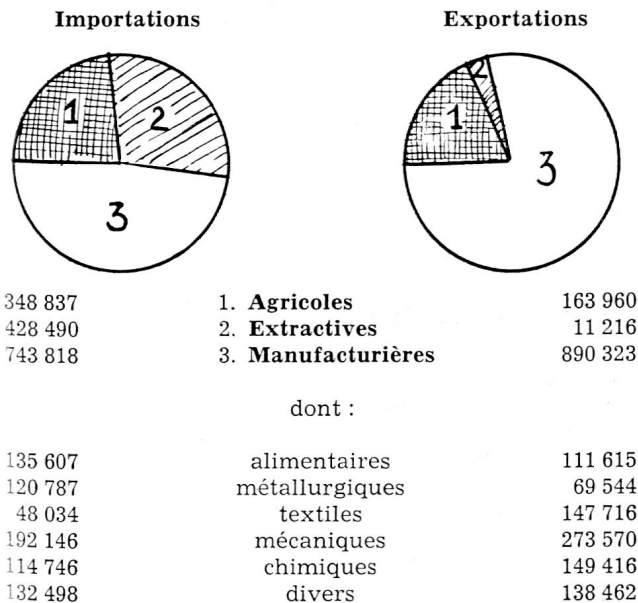 Importations Exportations
1 2 3 1 2 3
348 837 1. Agricoles 163 960
428 490 2. Extractives 11 216
743 818 3. Manufacturières 890 323
dont :
135 607 alimentaires 111 615
120 787 métallurgiques 69 544
48 034 textiles 147 716
192 146 mécaniques 273 570
114 746 chimiques 149 416
132 498 divers 138 462